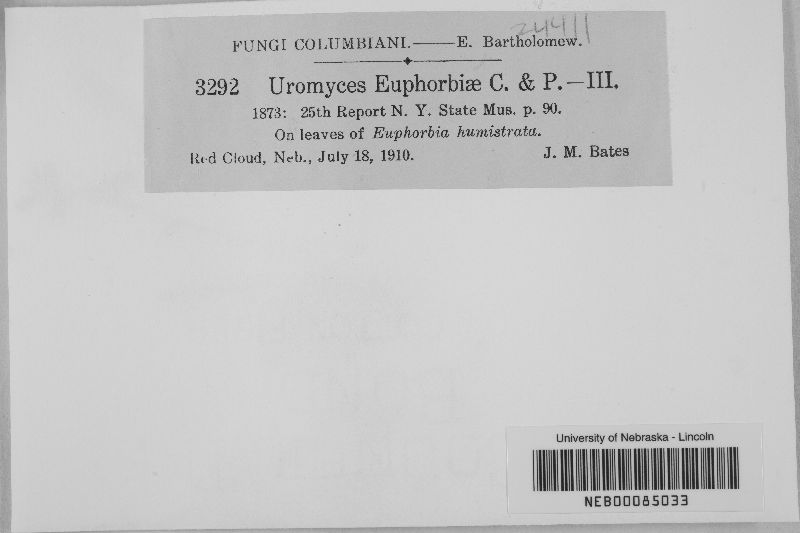 24411
FUNGI COLUMBIANI.——E. Bartholomew.
3292 Uromyces Euphorbiæ C. & P.—III.
1873: 25th Report N. Y. State Mus. p. 90.
On leaves of Euphorbia humistrata.
Red Cloud, Neb., July 18, 1910. J. M. Bates
University of Nebraska - Lincoln
NEB00085033